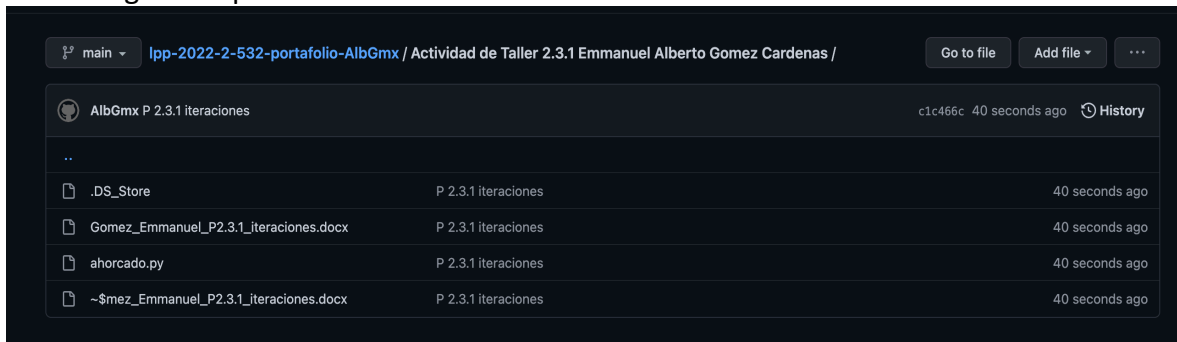 main lpp-2022-2-532-portafolio-AlbGmx / Actividad de Taller 2.3.1 Emmanuel Alberto Gomez Cardenas / Go to file Add file ...
AlbGmx P 2.3.1 iteraciones c1c466c 40 seconds ago History
..
.DS_Store P 2.3.1 iteraciones 40 seconds ago
Gomez_Emmanuel_P2.3.1_iteraciones.docx P 2.3.1 iteraciones 40 seconds ago
ahorcado.py P 2.3.1 iteraciones 40 seconds ago
~$mez_Emmanuel_P2.3.1_iteraciones.docx P 2.3.1 iteraciones 40 seconds ago